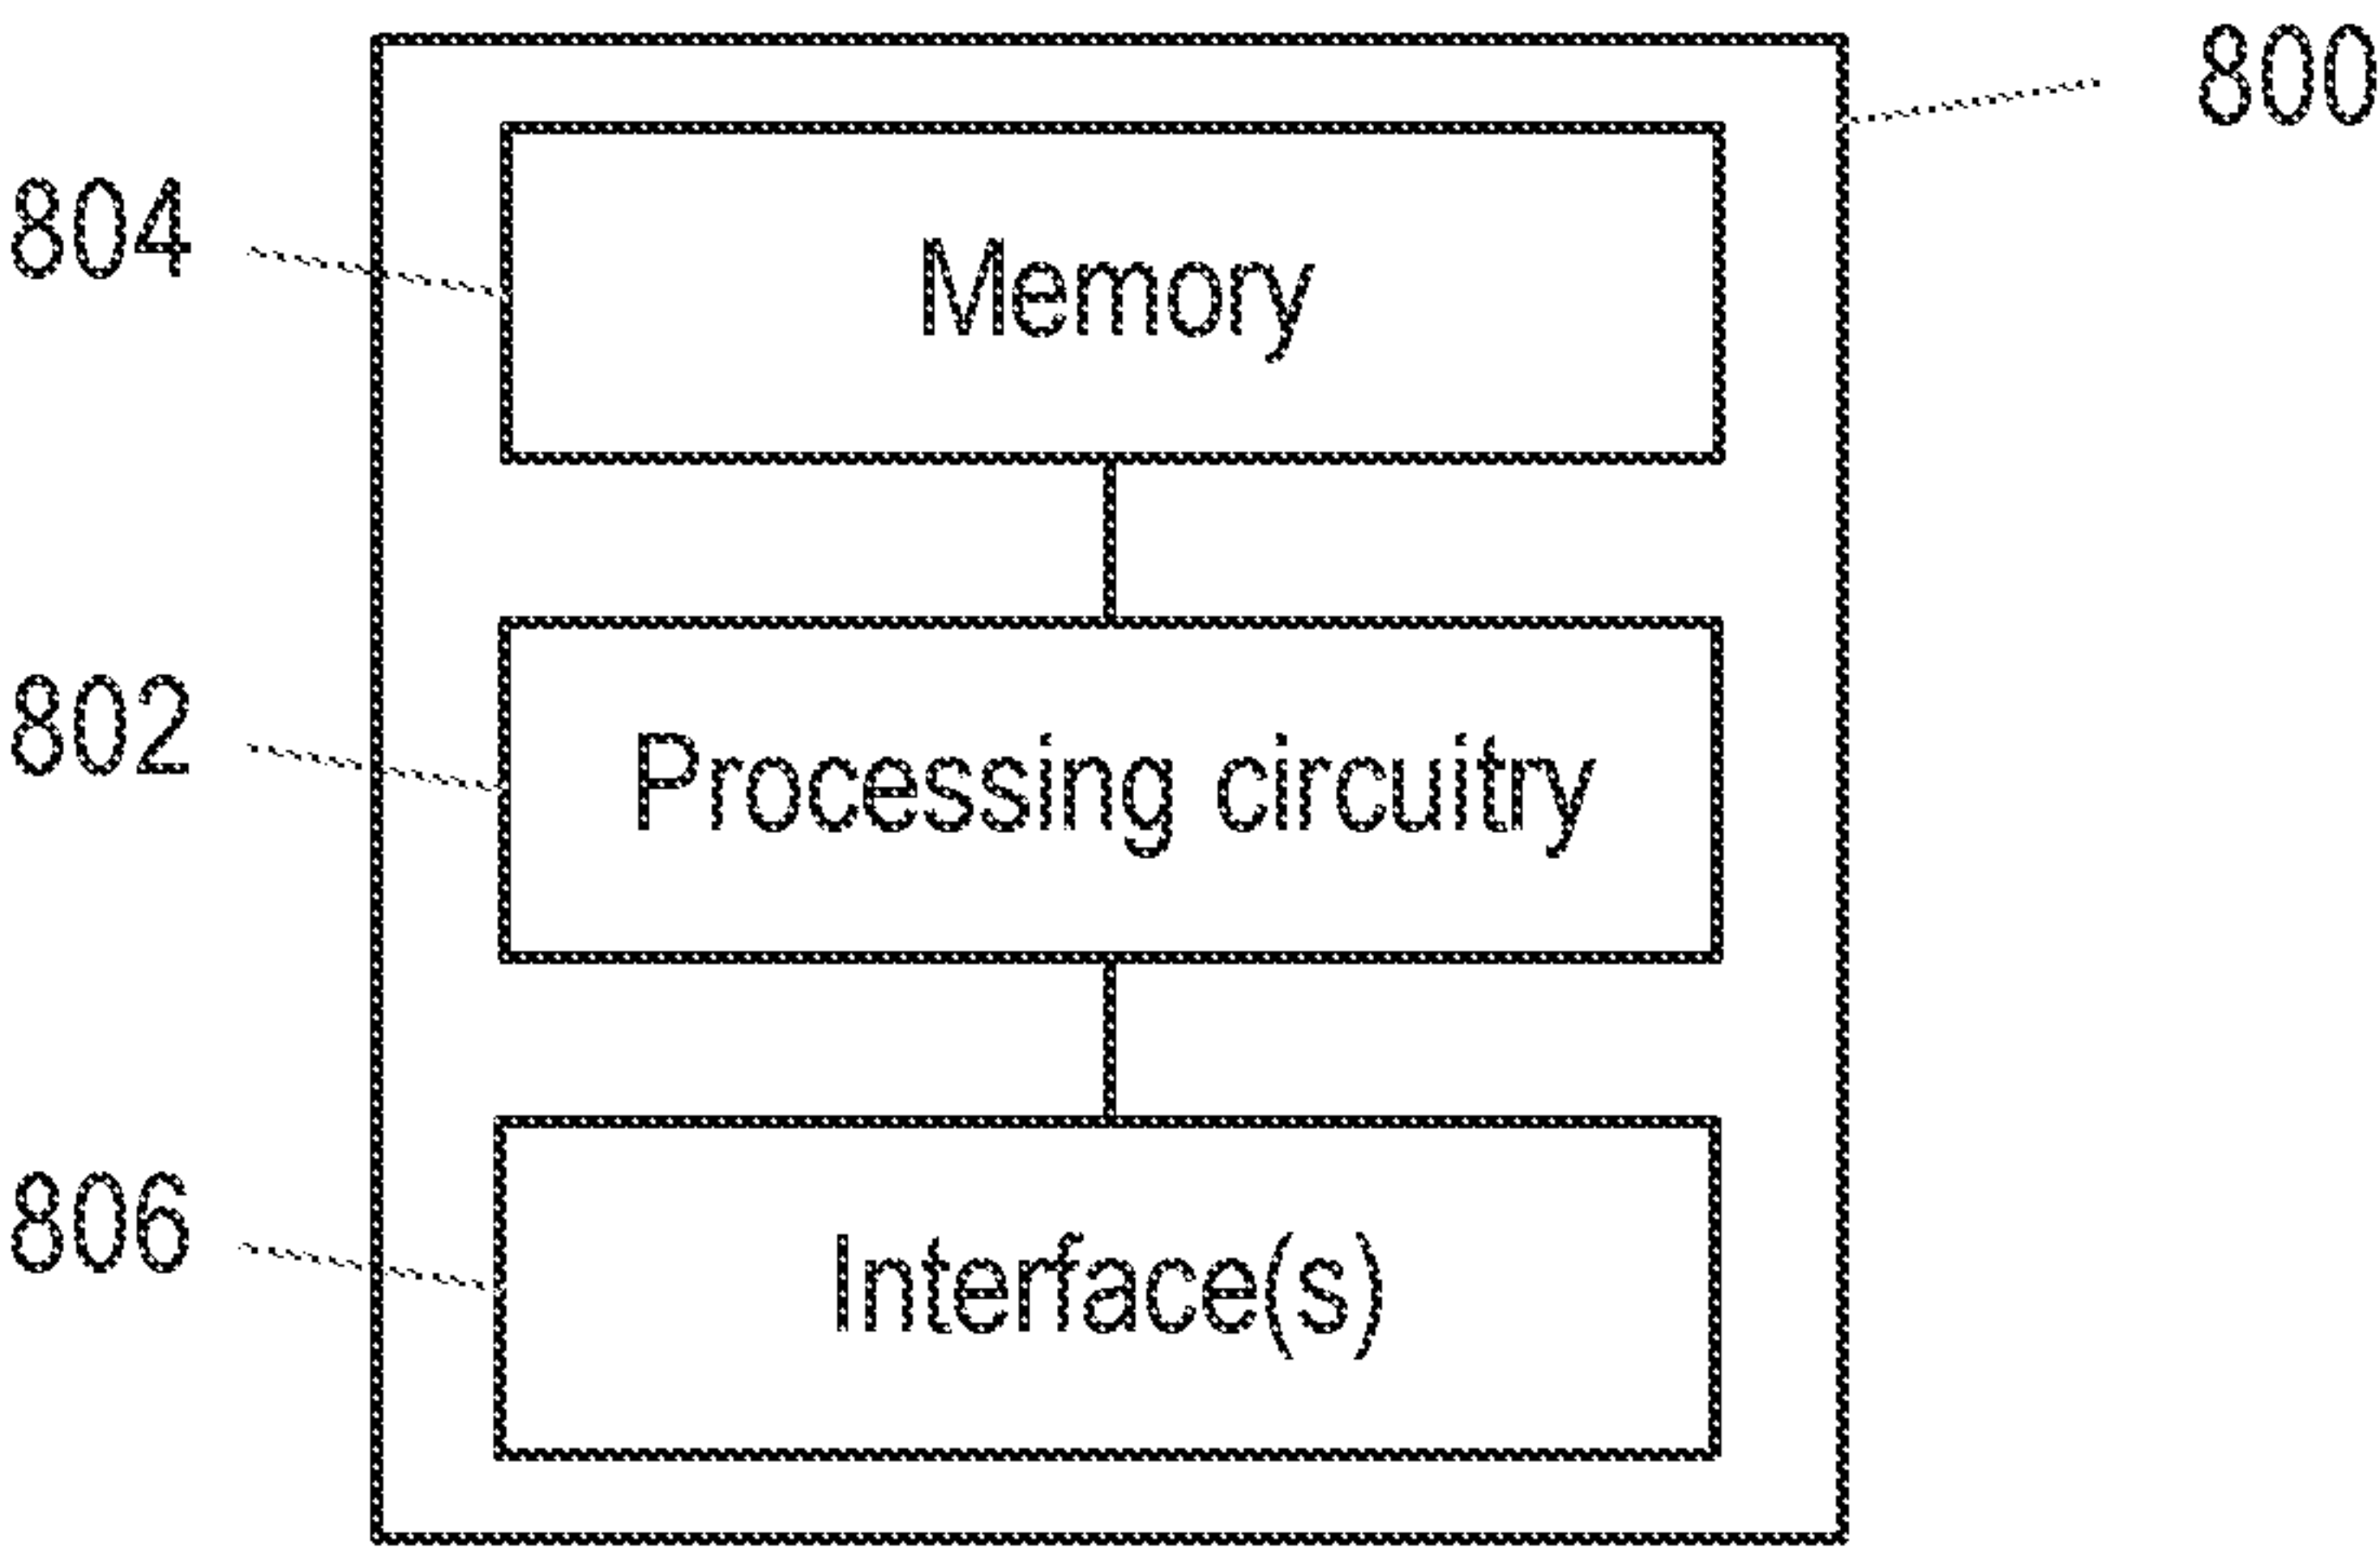 800
804
Memory
802
Processing circuitry
806
Interface(s)